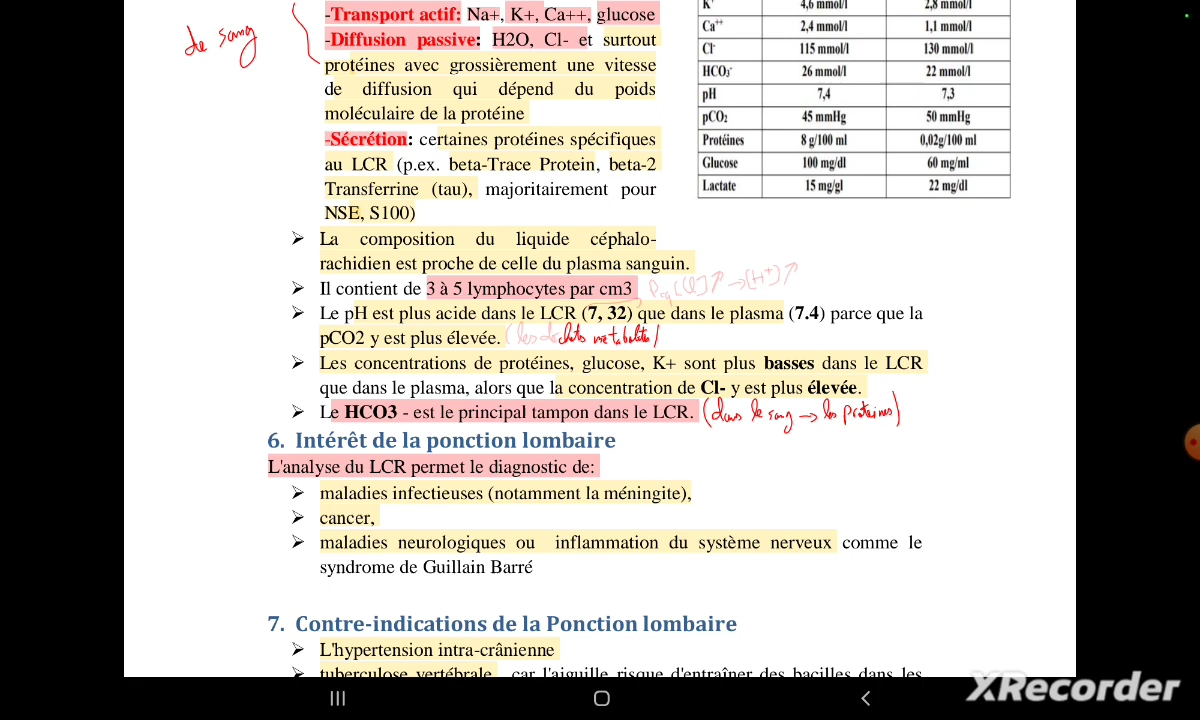 -Transport actif: Na+, K+, Ca++, glucose
-Diffusion passive: H2O, Cl- et surtout
protéines avec grossièrement une vitesse
de diffusion qui dépend du poids
moléculaire de la protéine
-Sécrétion: certaines protéines spécifiques
au LCR (p.ex. beta-Trace Protein, beta-2
Transferrine (tau), majoritairement pour
NSE, S100)
de sang
K+ 4,6 mmol/l 2,8 mmol/l
Ca++ 2,4 mmol/l 1,1 mmol/l
Cl- 115 mmol/l 130 mmol/l
HCO3- 26 mmol/l 22 mmol/l
pH 7,4 7,3
pCO2 45 mmHg 50 mmHg
Protéines 8 g/100 ml 0,02g/100 ml
Glucose 100 mg/dl 60 mg/ml
Lactate 15 mg/gl 22 mg/dl
➢ La composition du liquide céphalo-
rachidien est proche de celle du plasma sanguin.
➢ Il contient de 3 à 5 lymphocytes par cm3 →[H+]↑
➢ Le pH est plus acide dans le LCR (7, 32) que dans le plasma (7.4) parce que la
pCO2 y est plus élevée. (les
➢ Les concentrations de protéines, glucose, K+ sont plus basses dans le LCR
que dans le plasma, alors que la concentration de Cl- y est plus élevée.
➢ Le HCO3 - est le principal tampon dans le LCR. (dans le sang → les protéines)
6. Intérêt de la ponction lombaire
L'analyse du LCR permet le diagnostic de:
➢ maladies infectieuses (notamment la méningite),
➢ cancer,
➢ maladies neurologiques ou inflammation du système nerveux comme le
syndrome de Guillain Barré
7. Contre-indications de la Ponction lombaire
➢ L'hypertension intra-crânienne
➢ tuberculose vertébrale, car l'aiguille risque d'entraîner des bacilles dans les
XRecorder